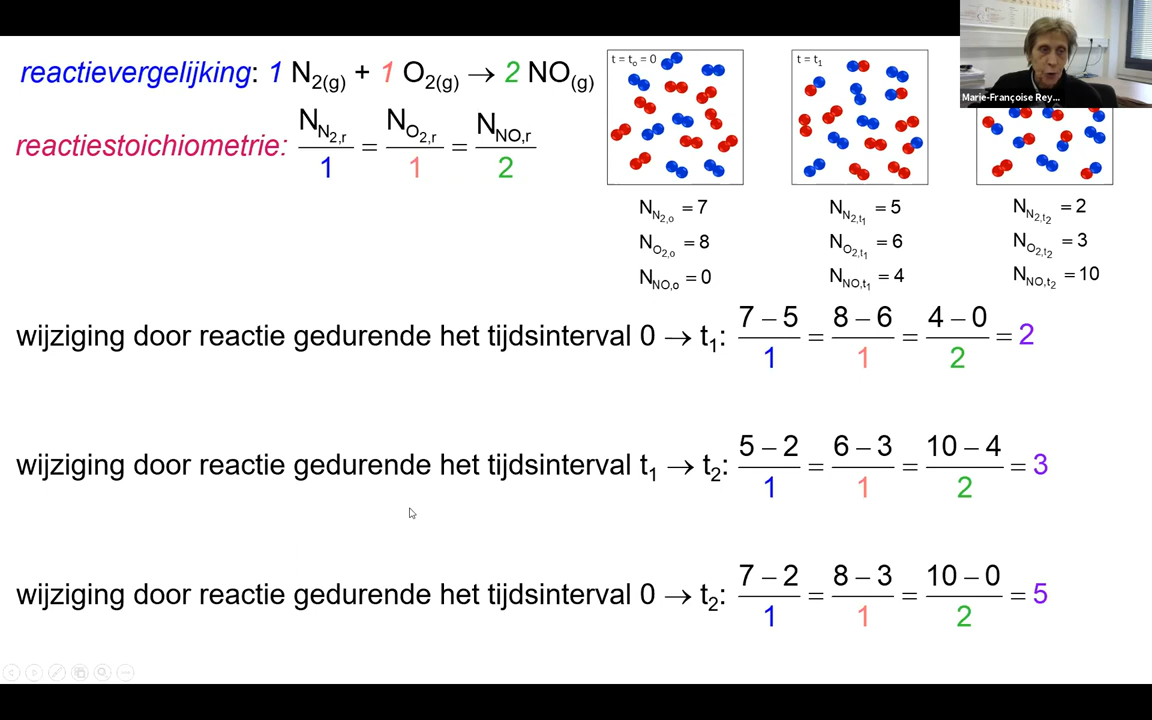 reactievergelijking: 1 N2(g) + 1 O2(g) → 2 NO(g)
reactiestoichiometrie: NN2,r / 1 = NO2,r / 1 = NNO,r / 2
t = to = 0
t = t1
Marie-Françoise Rey...
NN2,o = 7
NO2,o = 8
NNO,o = 0
NN2,t1 = 5
NO2,t1 = 6
NNO,t1 = 4
NN2,t2 = 2
NO2,t2 = 3
NNO,t2 = 10
wijziging door reactie gedurende het tijdsinterval 0 → t1: 7 – 5 / 1 = 8 – 6 / 1 = 4 – 0 / 2 = 2
wijziging door reactie gedurende het tijdsinterval t1 → t2: 5 – 2 / 1 = 6 – 3 / 1 = 10 – 4 / 2 = 3
wijziging door reactie gedurende het tijdsinterval 0 → t2: 7 – 2 / 1 = 8 – 3 / 1 = 10 – 0 / 2 = 5